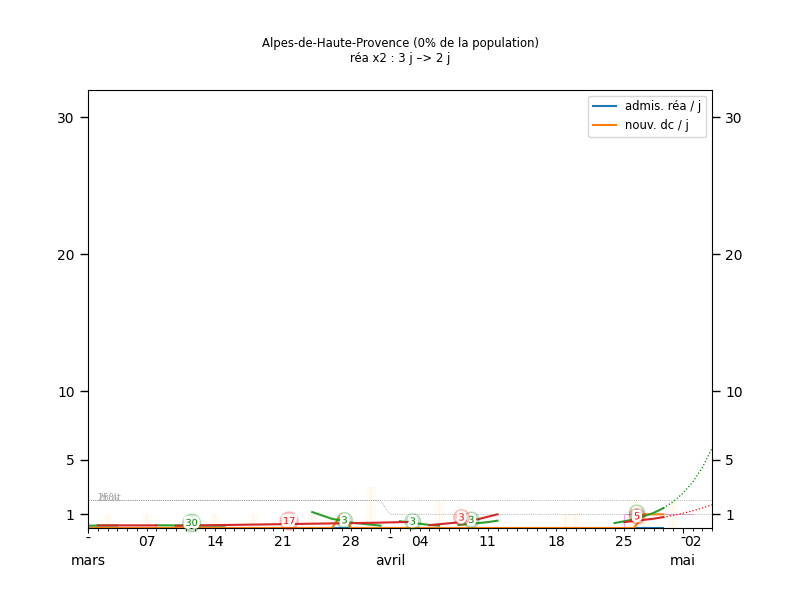 Alpes-de-Haute-Provence (0% de la population)
réa x2 : 3 j –> 2 j
admis. réa / j
nouv. dc / j
30 30
20 20
10 10
5 5
1 1
30 17 3 3 3 3 5
- 07 14 21 28 - 04 11 18 25 - 02
mars avril mai